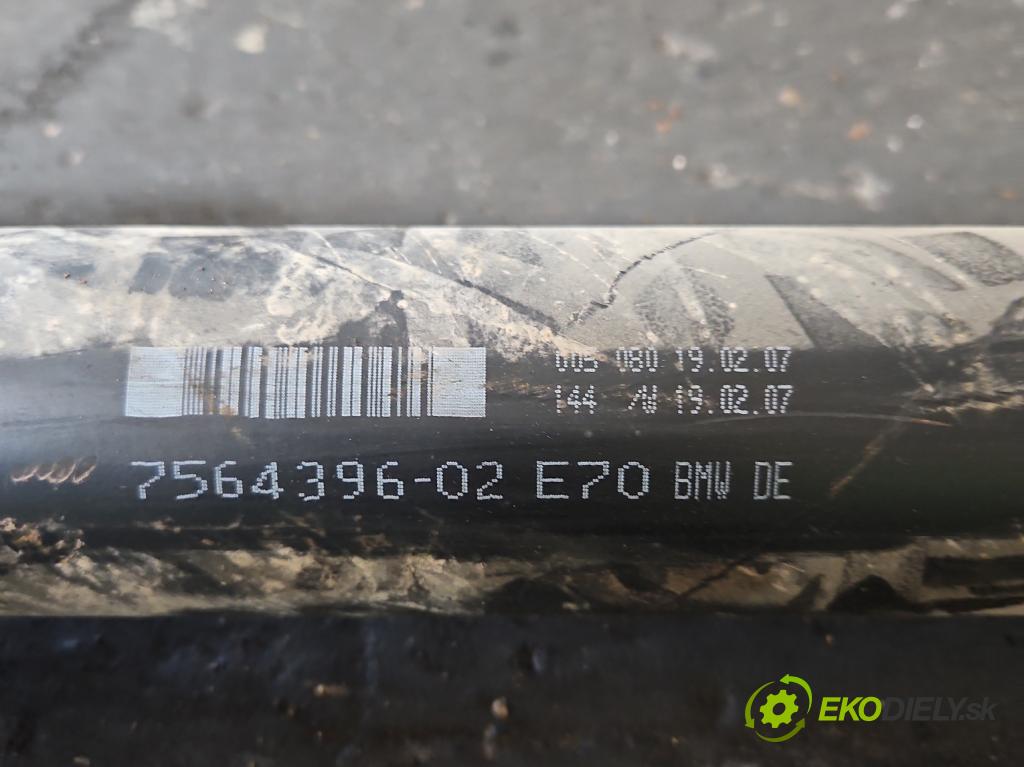 005 080 19.02.07
144 /W 19.02.07
7564396-02 E70 BMW DE
EKODIELY.sk